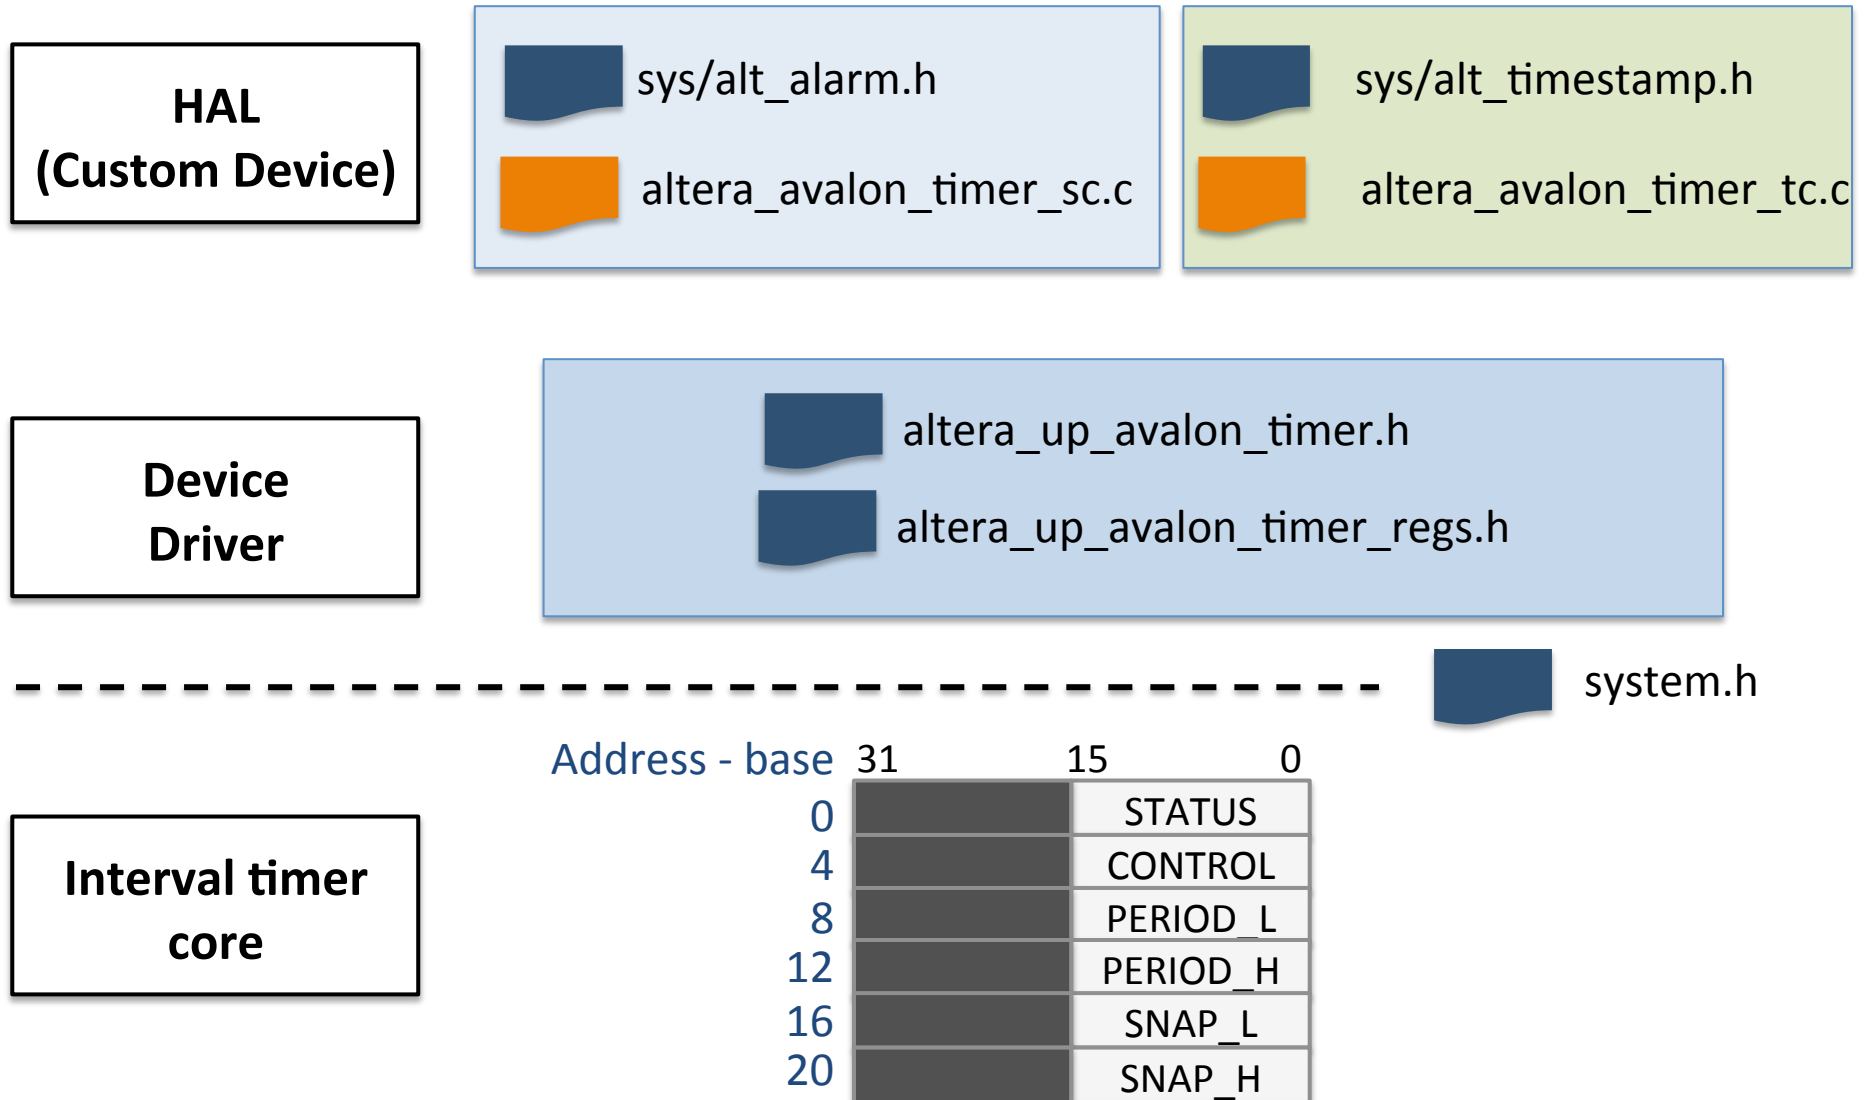 HAL
(Custom Device)
sys/alt_alarm.h
altera_avalon_timer_sc.c
sys/alt_timestamp.h
altera_avalon_timer_tc.c
Device
Driver
altera_up_avalon_timer.h
altera_up_avalon_timer_regs.h
system.h
Interval timer
core
Address - base 31 15 0
0 STATUS
4 CONTROL
8 PERIOD_L
12 PERIOD_H
16 SNAP_L
20 SNAP_H